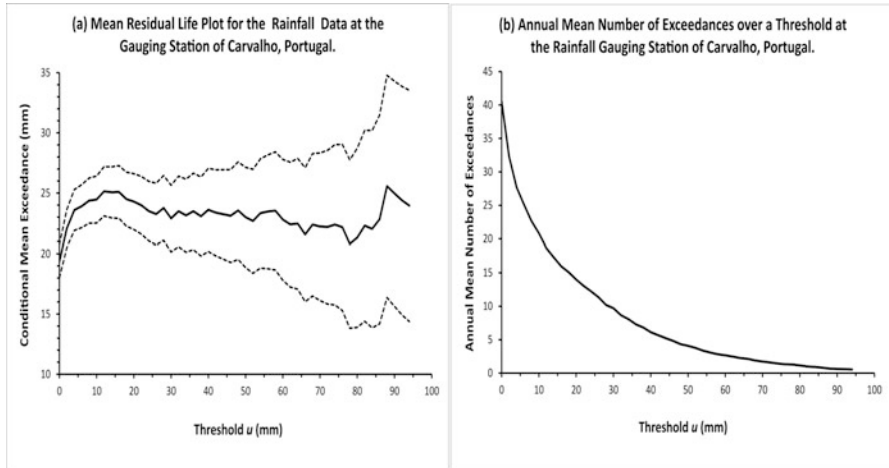 (a) Mean Residual Life Plot for the Rainfall Data at the
Gauging Station of Carvalho, Portugal.
Conditional Mean Exceedance (mm)
35
30
25
20
15
10
0 10 20 30 40 50 60 70 80 90 100
Threshold u (mm)
(b) Annual Mean Number of Exceedances over a Threshold at
the Rainfall Gauging Station of Carvalho, Portugal.
Annual Mean Number of Exceedances
45
40
35
30
25
20
15
10
5
0
0 10 20 30 40 50 60 70 80 90 100
Threshold u (mm)